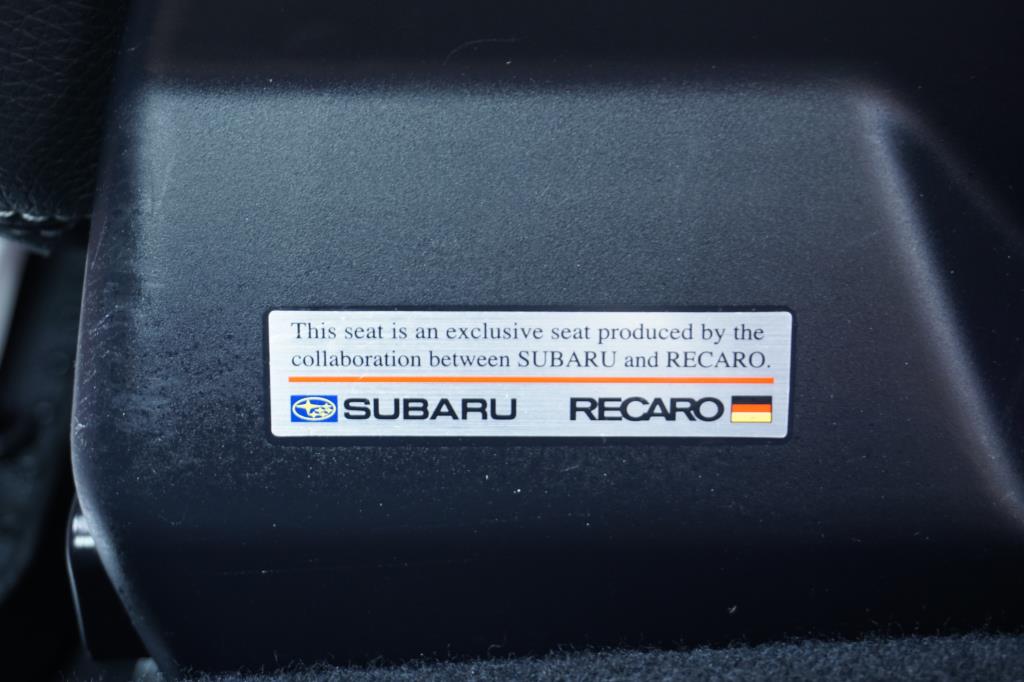 This seat is an exclusive seat produced by the
collaboration between SUBARU and RECARO.
SUBARU RECARO